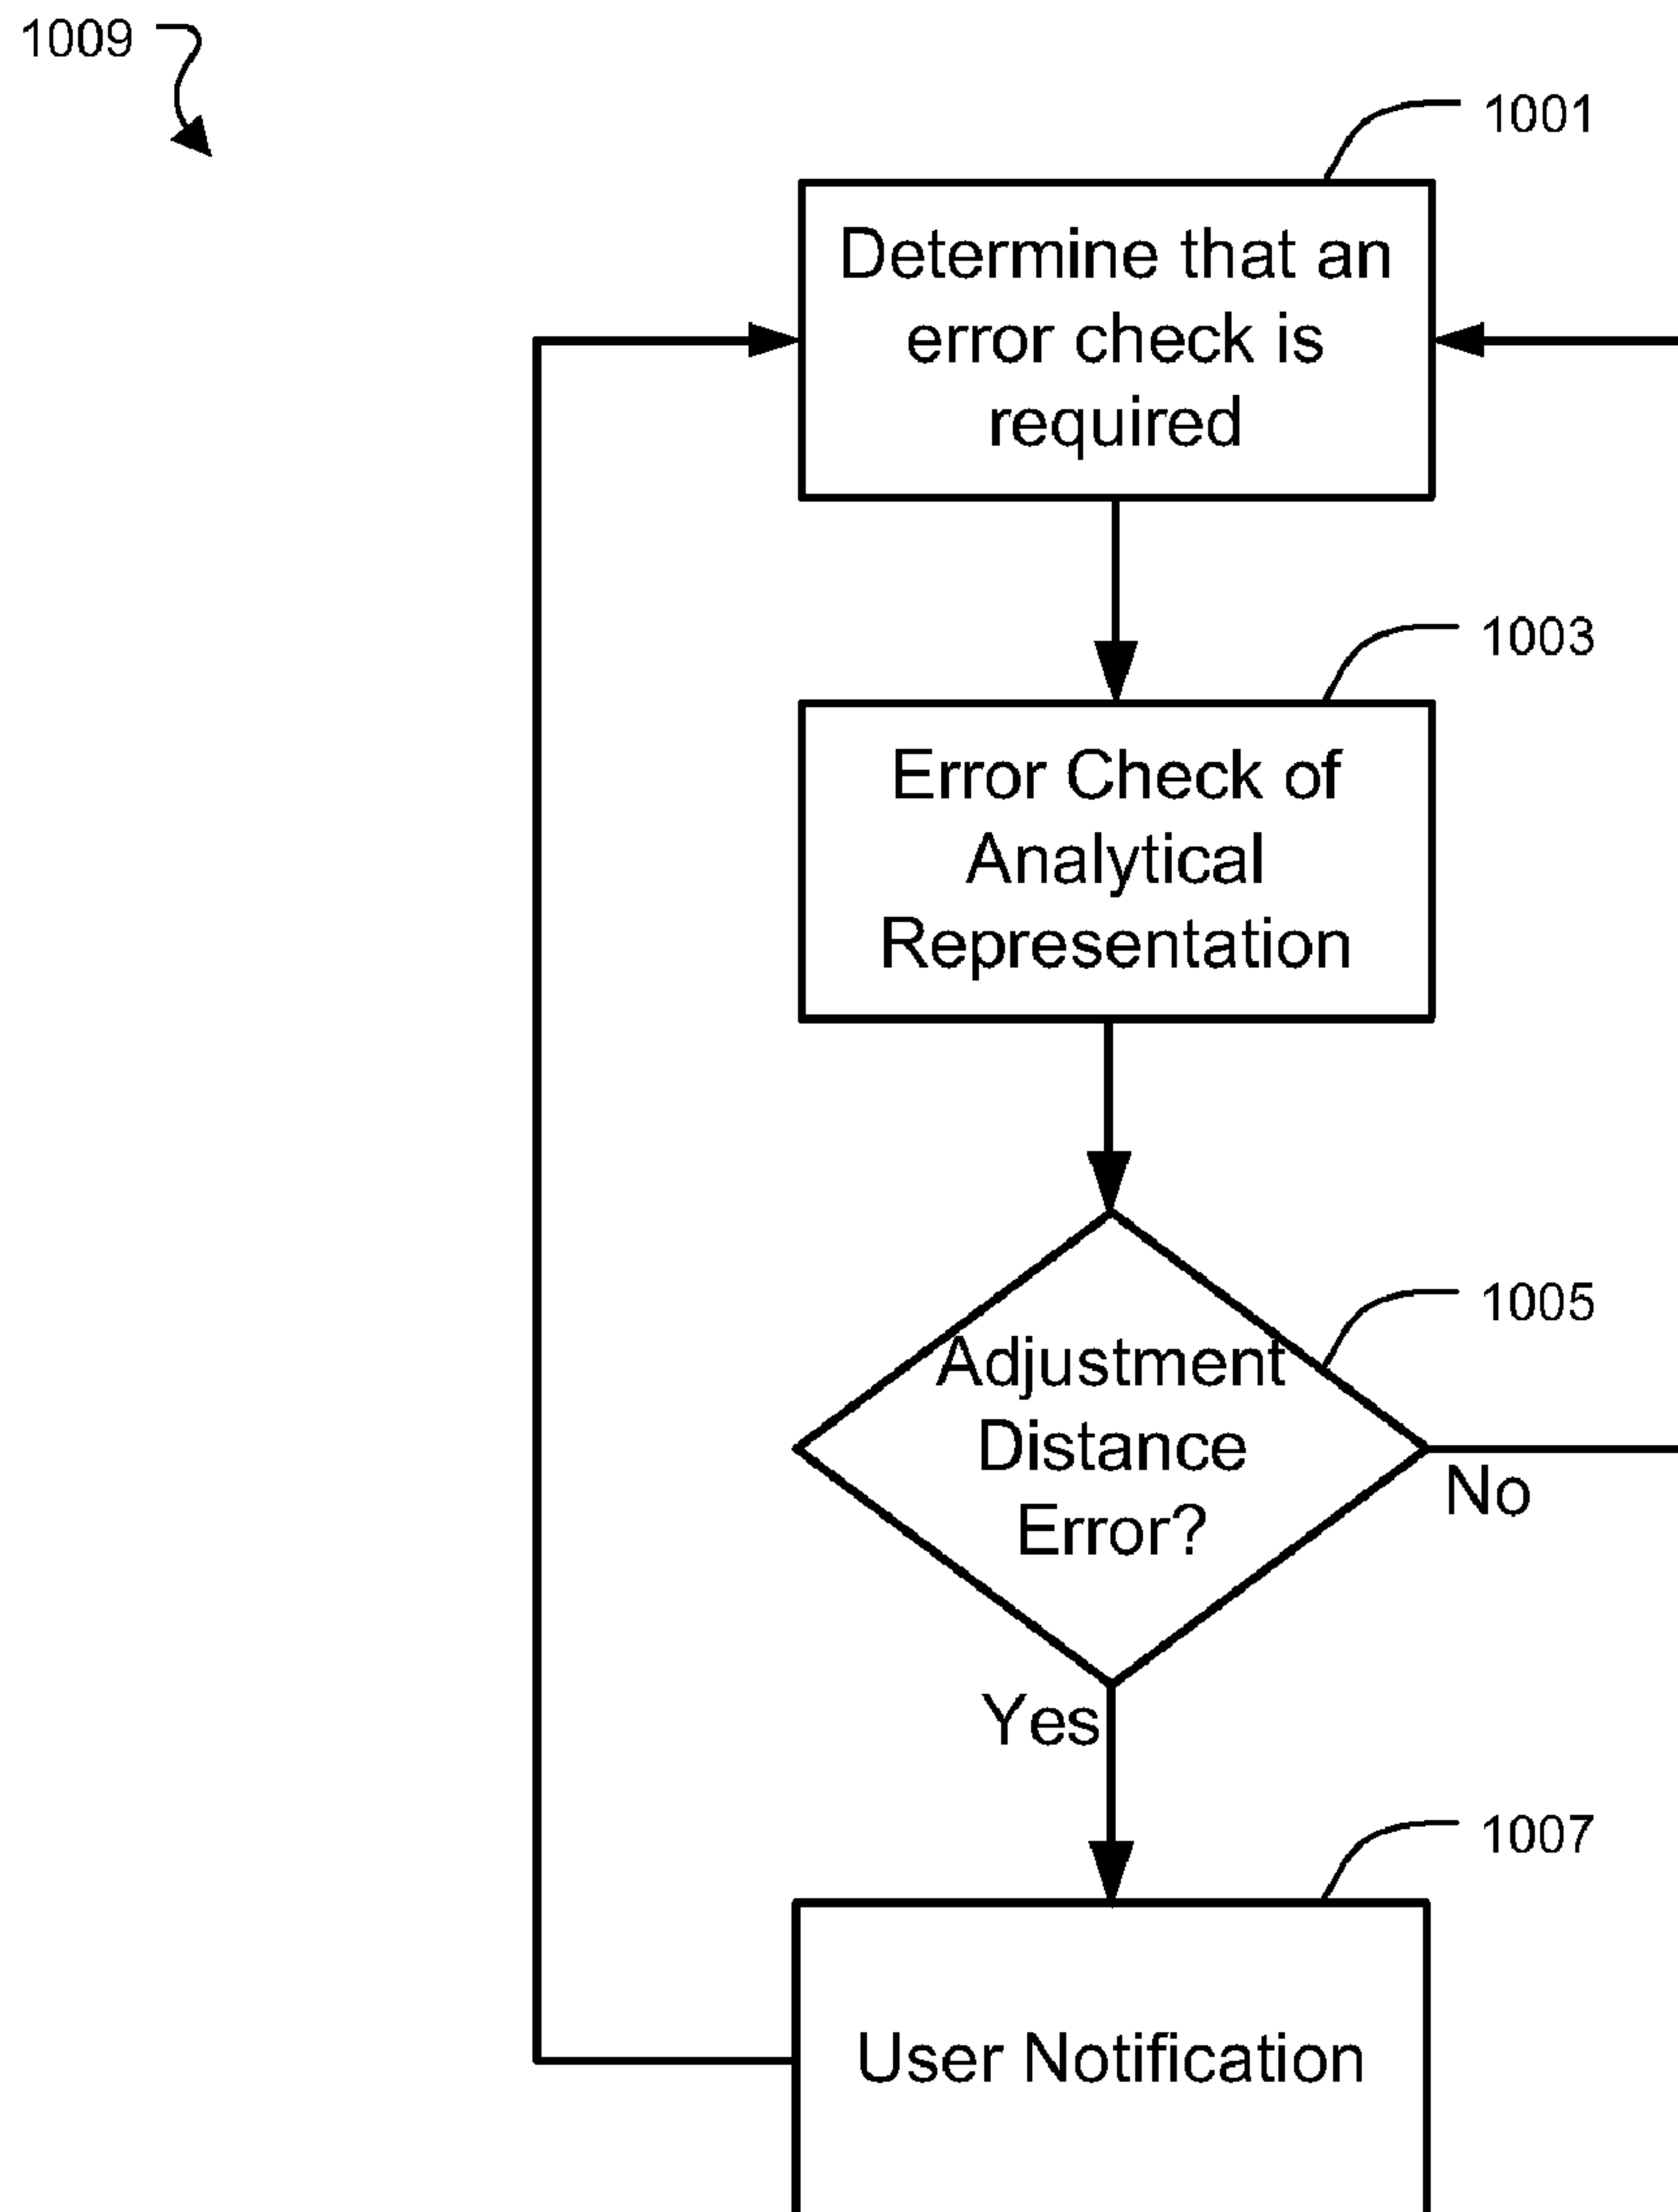 1009
1001
Determine that an
error check is
required
1003
Error Check of
Analytical
Representation
1005
Adjustment
Distance
Error?
No
Yes
1007
User Notification